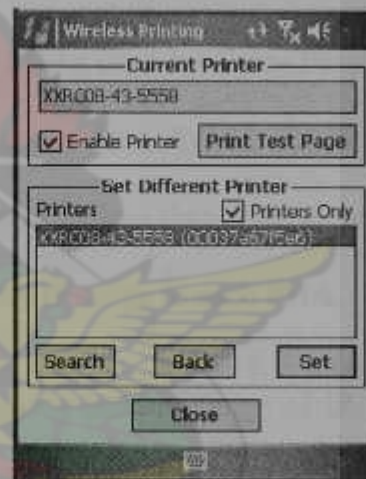 Wireless Printing
Current Printer
XXRC08-43-5558
Enable Printer
Print Test Page
Set Different Printer
Printers
Printers Only
XXRC08-43-5558
Search
Back
Set
Close